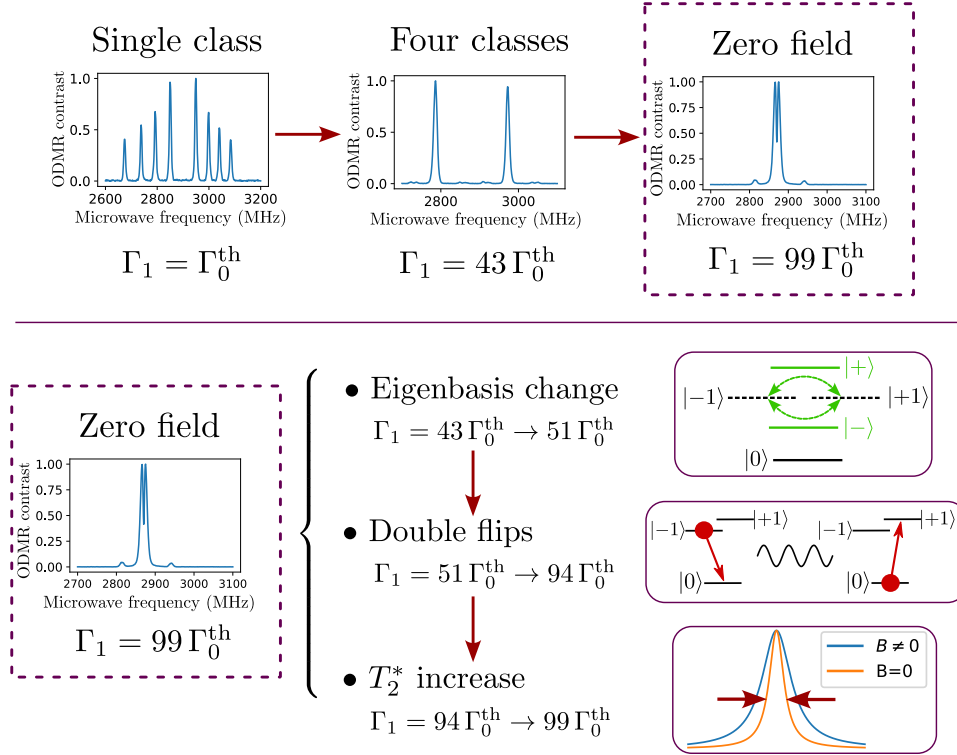 Single class
Four classes
Zero field
ODMR contrast
1.0
0.5
0.0
2600 2800 3000 3200
Microwave frequency (MHz)
ODMR contrast
1.0
0.5
0.0
2800 3000
Microwave frequency (MHz)
ODMR contrast
1.00
0.75
0.50
0.25
0.00
2700 2800 2900 3000 3100
Microwave frequency (MHz)
Γ₁ = Γ₀ᵗʰ
Γ₁ = 43 Γ₀ᵗʰ
Γ₁ = 99 Γ₀ᵗʰ
Zero field
ODMR contrast
1.00
0.75
0.50
0.25
0.00
2700 2800 2900 3000 3100
Microwave frequency (MHz)
Γ₁ = 99 Γ₀ᵗʰ
• Eigenbasis change
Γ₁ = 43 Γ₀ᵗʰ → 51 Γ₀ᵗʰ
• Double flips
Γ₁ = 51 Γ₀ᵗʰ → 94 Γ₀ᵗʰ
• T₂* increase
Γ₁ = 94 Γ₀ᵗʰ → 99 Γ₀ᵗʰ
|+⟩
|−1⟩ |+1⟩
|−⟩
|0⟩
|−1⟩ |+1⟩ |−1⟩ |+1⟩
|0⟩ |0⟩
B ≠ 0
B=0